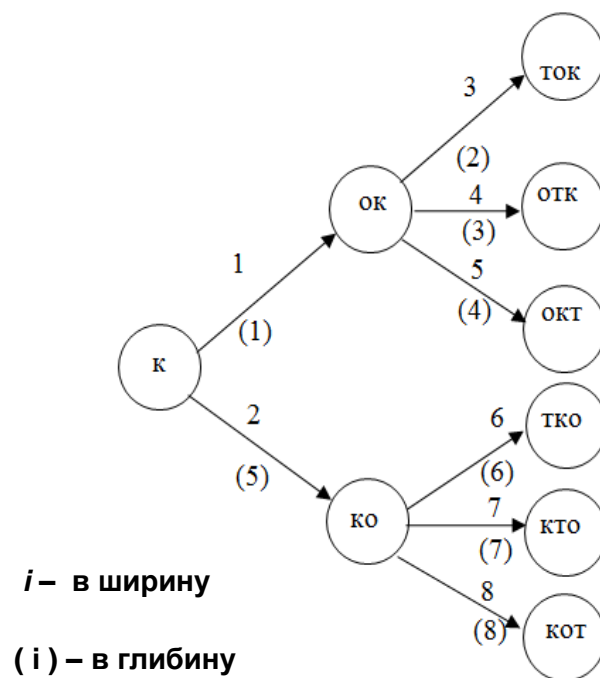 ток
3
(2)
ок
4
отк
(3)
1
5
(4)
окт
(1)
к
2
6
тко
(5)
(6)
7
ко
кто
(7)
i – в ширину
8
(8)
кот
( i ) – в глибину